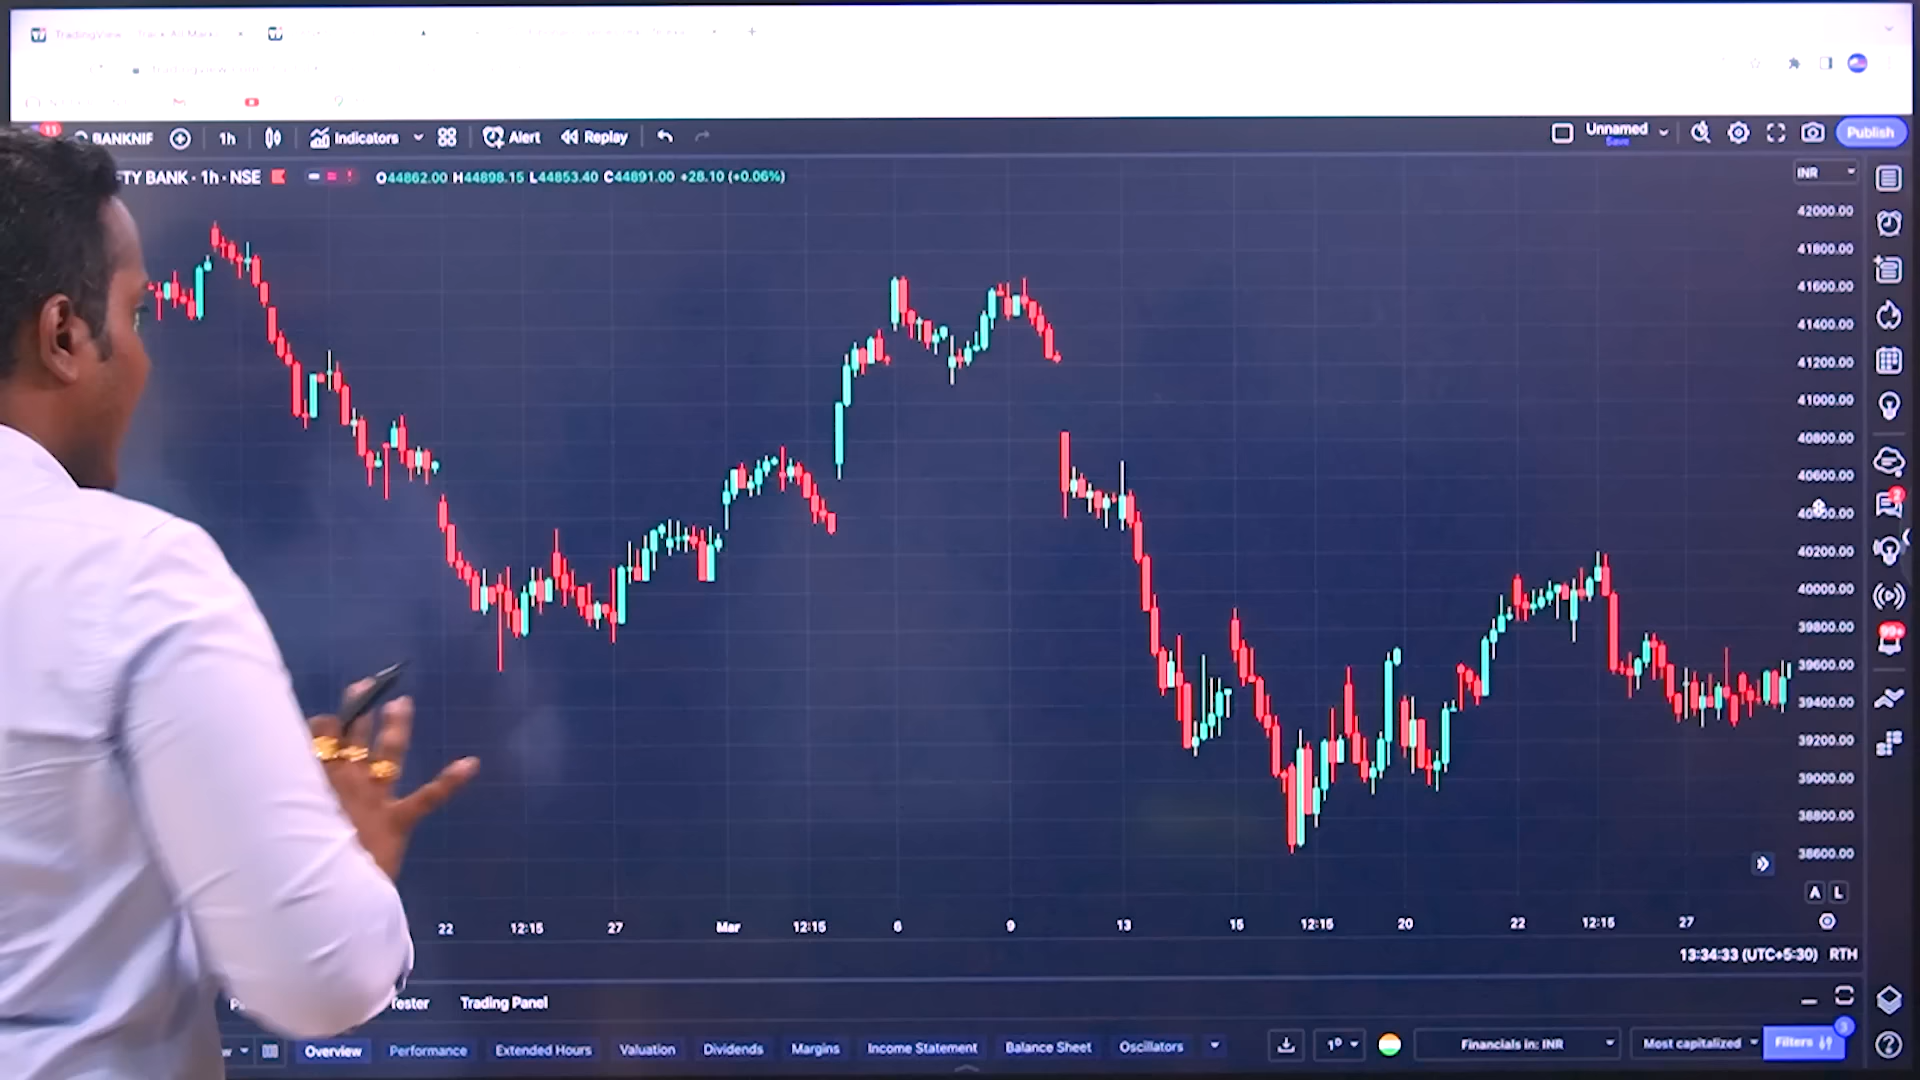 TradingView
11
BANKNIF
1h
Indicators
Alert
Replay
Unnamed
Save
Publish
TY BANK · 1h · NSE
O44862.00 H44898.15 L44853.40 C44891.00 +28.10 (+0.06%)
INR
42000.00
41800.00
41600.00
41400.00
41200.00
41000.00
40800.00
40600.00
40400.00
40200.00
40000.00
39800.00
39600.00
39400.00
39200.00
39000.00
38800.00
38600.00
2
99+
A L
22 12:15 27 Mar 12:15 6 9 13 15 12:15 20 22 12:15 27
13:34:33 (UTC+5:30) RTH
Tester Trading Panel
3
w Overview Performance Extended Hours Valuation Dividends Margins Income Statement Balance Sheet Oscillators
1D
Financials in: INR
Most capitalized
Filters